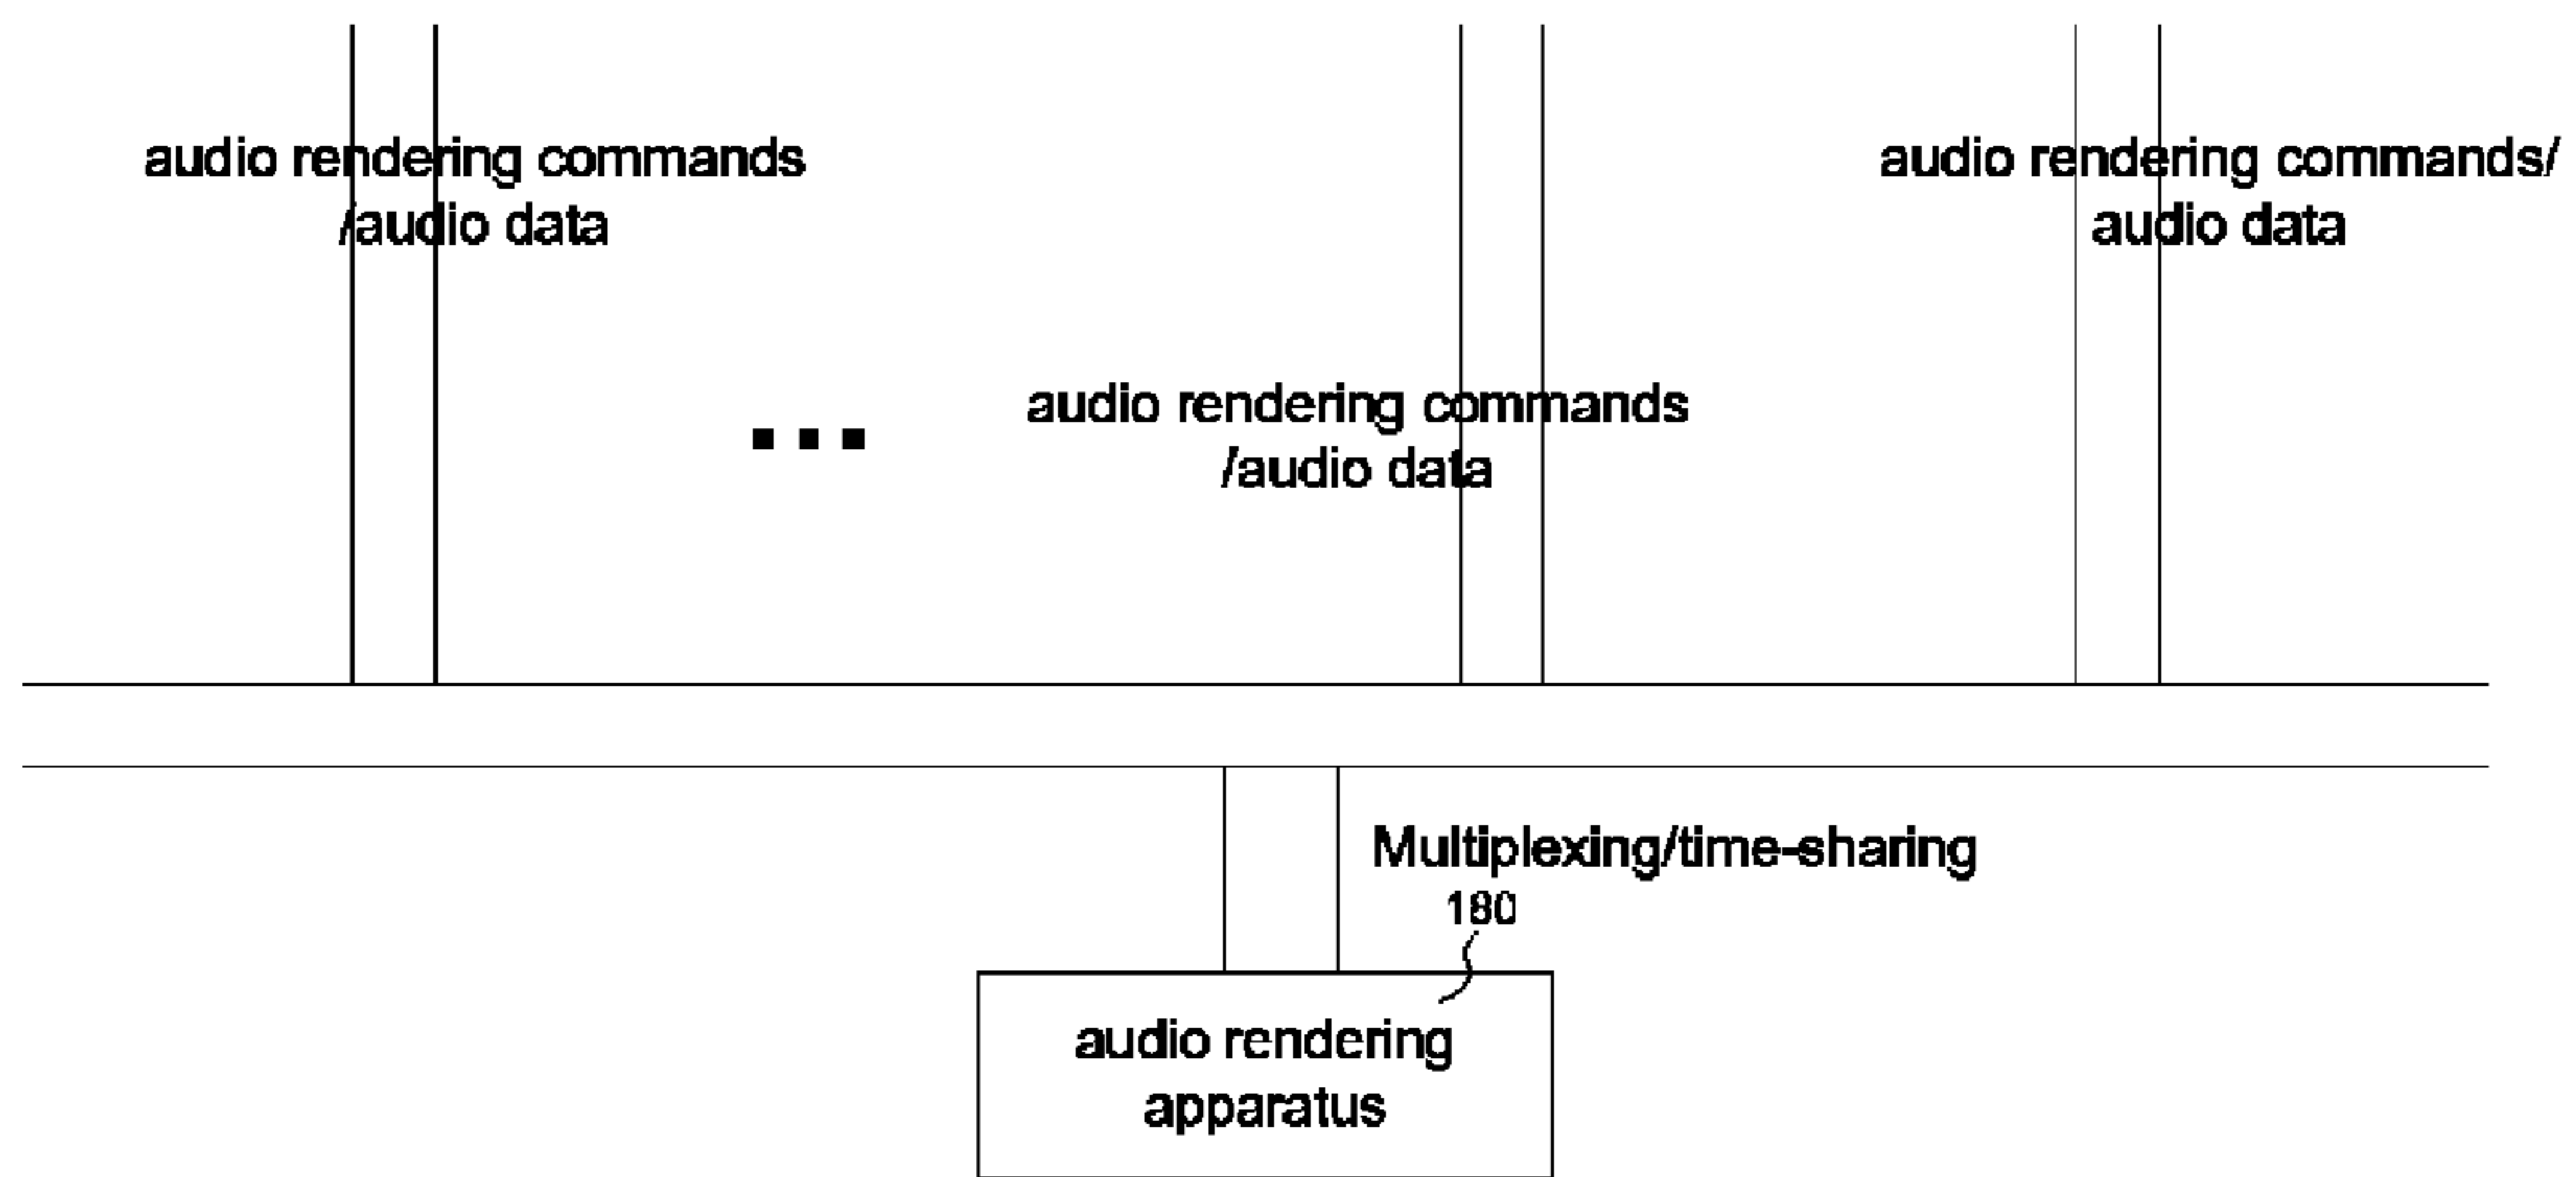 audio rendering commands
/audio data
audio rendering commands/
audio data
audio rendering commands
/audio data
Multiplexing/time-sharing
180
audio rendering
apparatus